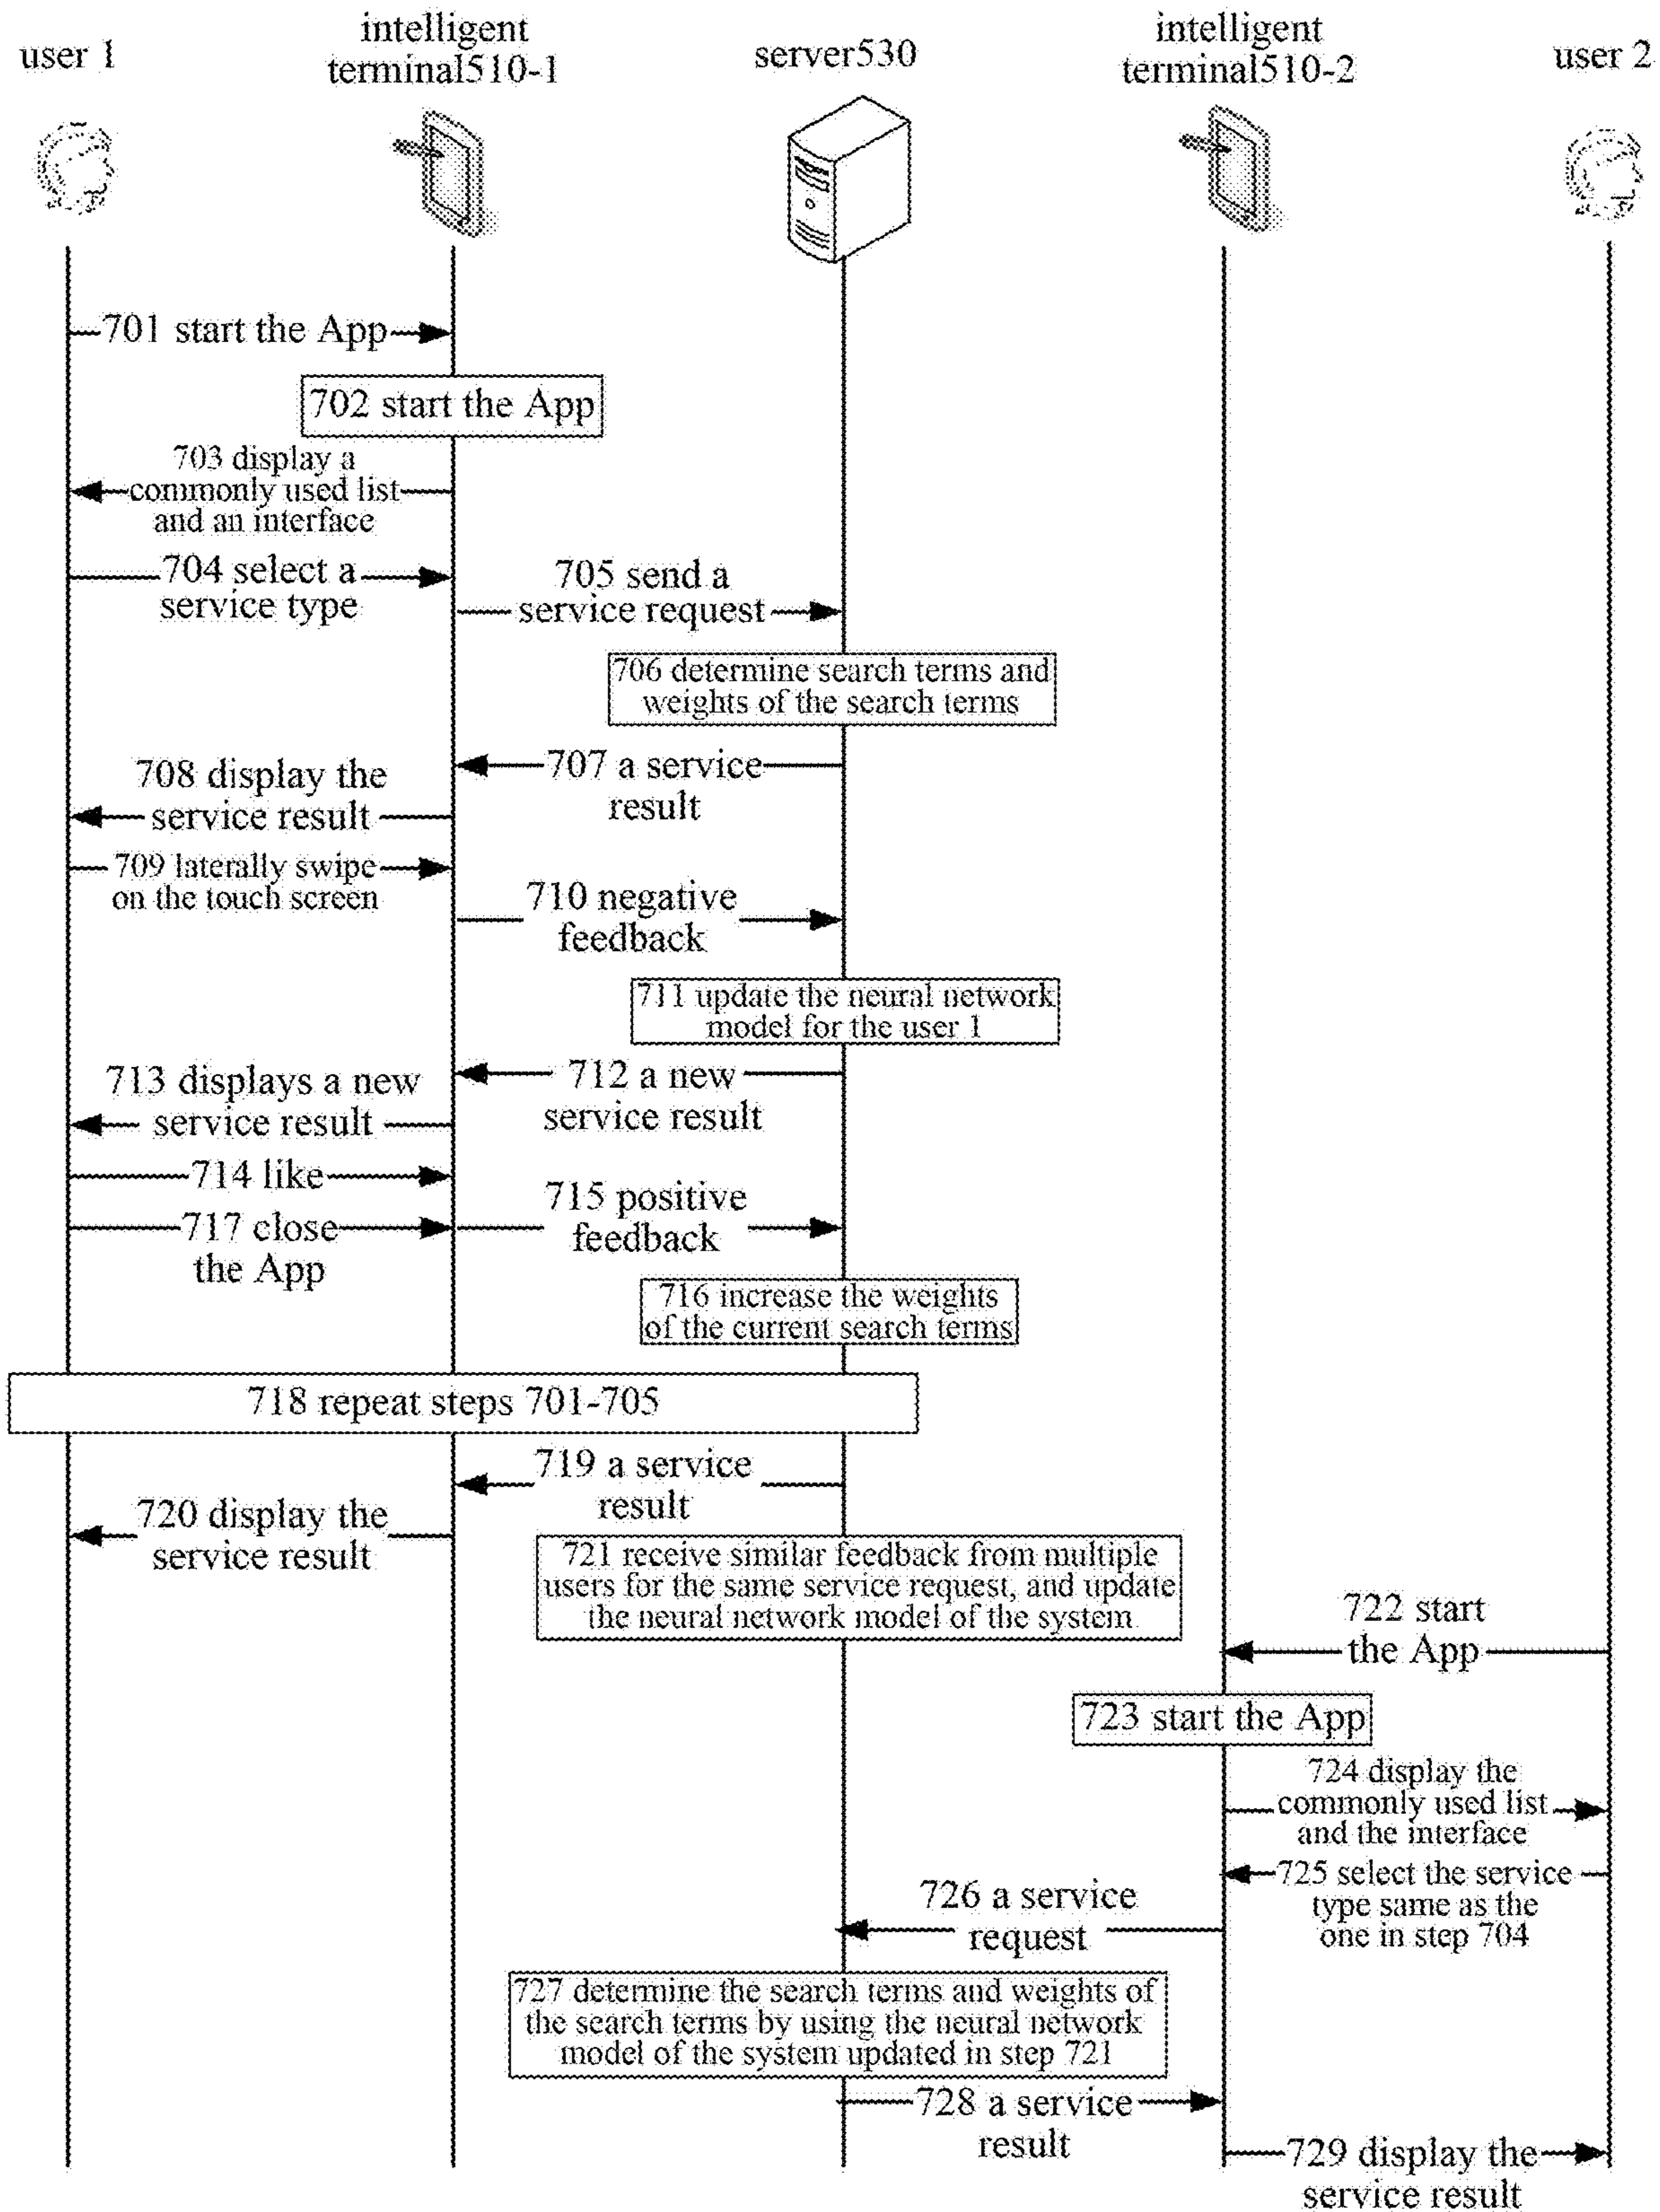 user 1
intelligent
terminal510-1
server530
intelligent
terminal510-2
user 2
701 start the App
702 start the App
703 display a
commonly used list
and an interface
704 select a
service type
705 send a
service request
706 determine search terms and
weights of the search terms
707 a service
result
708 display the
service result
709 laterally swipe
on the touch screen
710 negative
feedback
711 update the neural network
model for the user 1
712 a new
service result
713 displays a new
service result
714 like
715 positive
feedback
717 close
the App
716 increase the weights
of the current search terms
718 repeat steps 701-705
719 a service
result
720 display the
service result
721 receive similar feedback from multiple
users for the same service request, and update
the neural network model of the system
722 start
the App
723 start the App
724 display the
commonly used list
and the interface
725 select the service
type same as the
one in step 704
726 a service
request
727 determine the search terms and weights of
the search terms by using the neural network
model of the system updated in step 721
728 a service
result
729 display the
service result